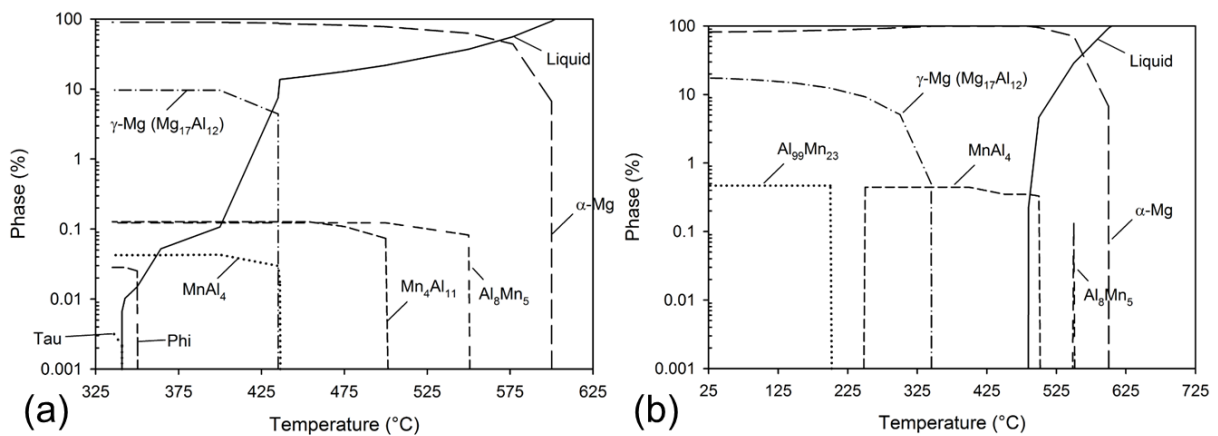 100
10
1
0.1
0.01
0.001
Phase (%)
Liquid
γ-Mg (Mg17Al12)
α-Mg
MnAl4
Mn4Al11
Al8Mn5
Tau
Phi
325 375 425 475 525 575 625
Temperature (°C)
(a)
100
10
1
0.1
0.01
0.001
Phase (%)
Liquid
γ-Mg (Mg17Al12)
Al99Mn23
MnAl4
α-Mg
Al8Mn5
25 125 225 325 425 525 625 725
Temperature (°C)
(b)